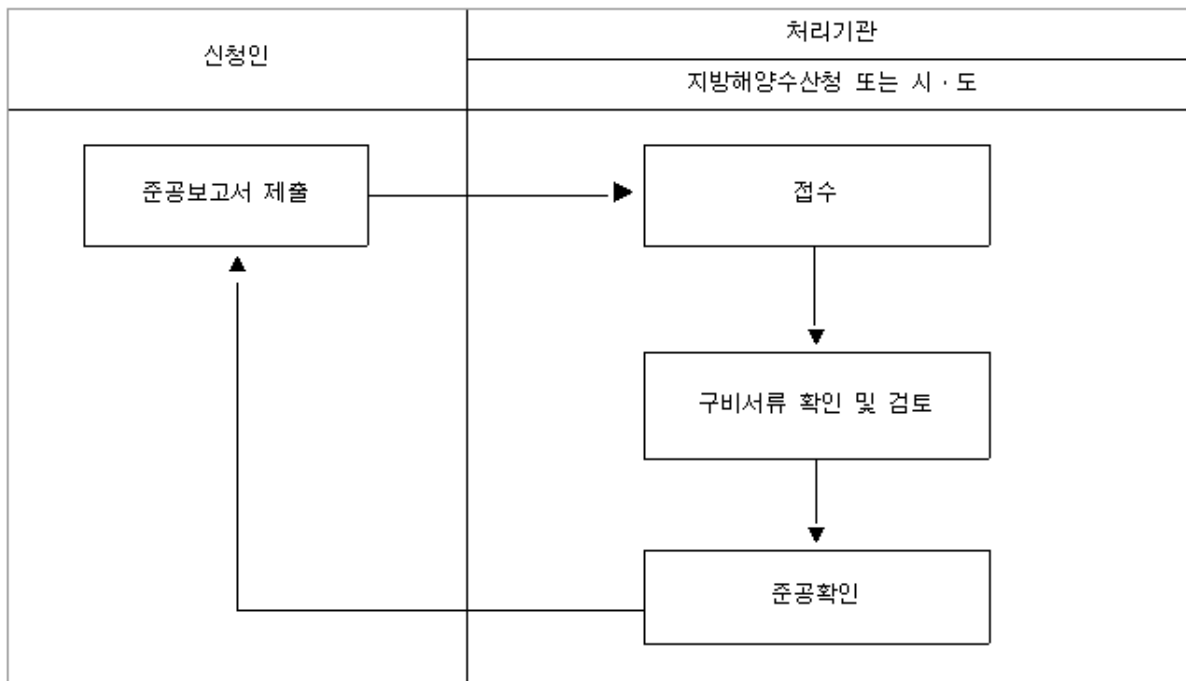 신청인
처리기관
지방해양수산청 또는 시·도
준공보고서 제출
접수
구비서류 확인 및 검토
준공확인